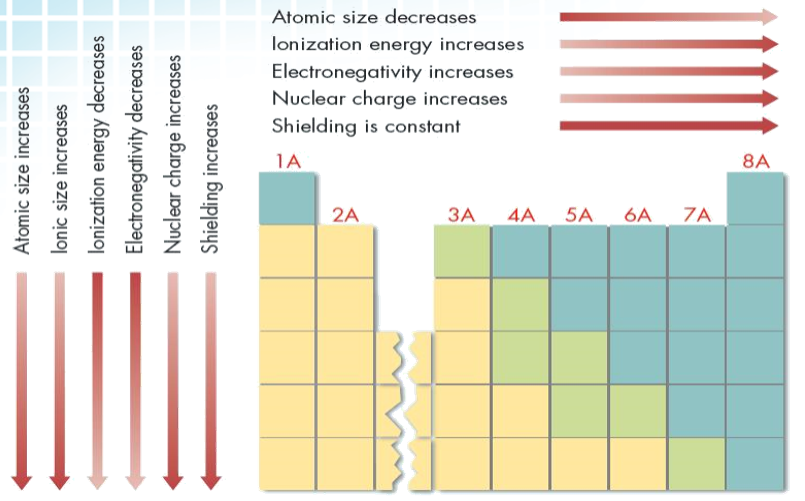 Atomic size decreases
Ionization energy increases
Electronegativity increases
Nuclear charge increases
Shielding is constant
Atomic size increases
Ionic size increases
Ionization energy decreases
Electronegativity decreases
Nuclear charge increases
Shielding increases
1A
8A
2A
3A
4A
5A
6A
7A